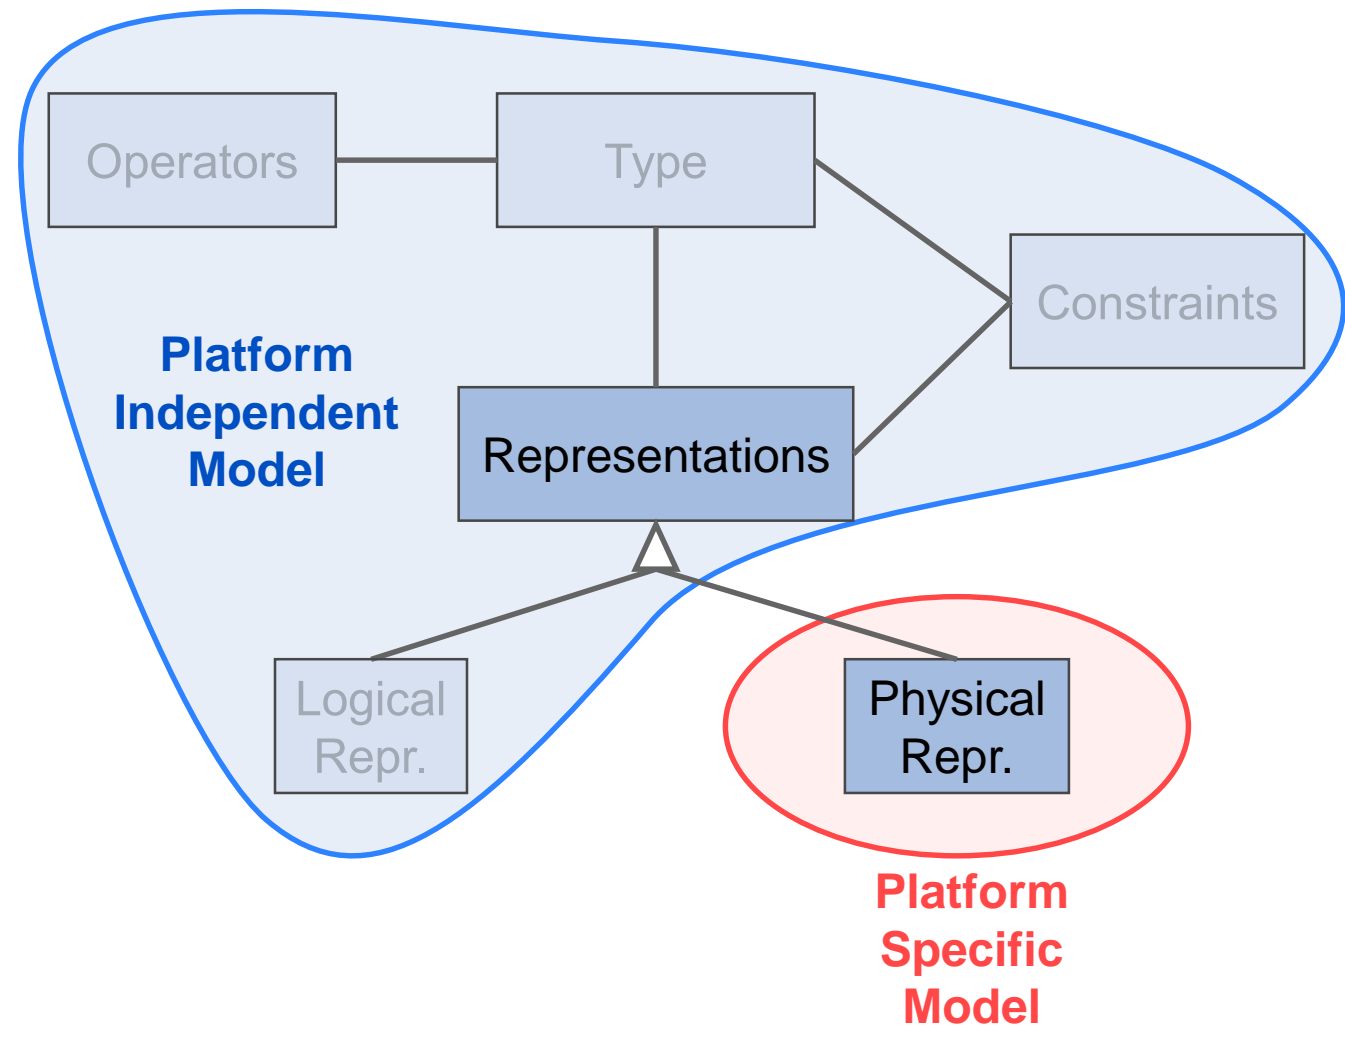 Operators
Type
Constraints
Platform
Independent
Model
Representations
Logical
Repr.
Physical
Repr.
Platform
Specific
Model